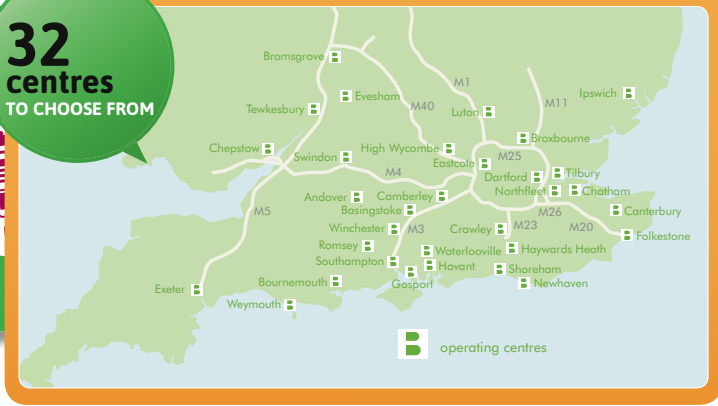 32
centres
TO CHOOSE FROM
Bromsgrove
M1
Evesham
Ipswich
M40
M11
Tewkesbury
Luton
Broxbourne
Chepstow
Swindon
High Wycombe
Eastcote
M25
M4
Dartford
Tilbury
Northfleet
Chatham
Andover
Camberley
Basingstoke
M5
M26
Canterbury
Winchester
M3
Crawley
M23
M20
Folkestone
Romsey
Waterlooville
Haywards Heath
Southampton
Havant
Shoreham
Gosport
Bournemouth
Newhaven
Exeter
Weymouth
operating centres